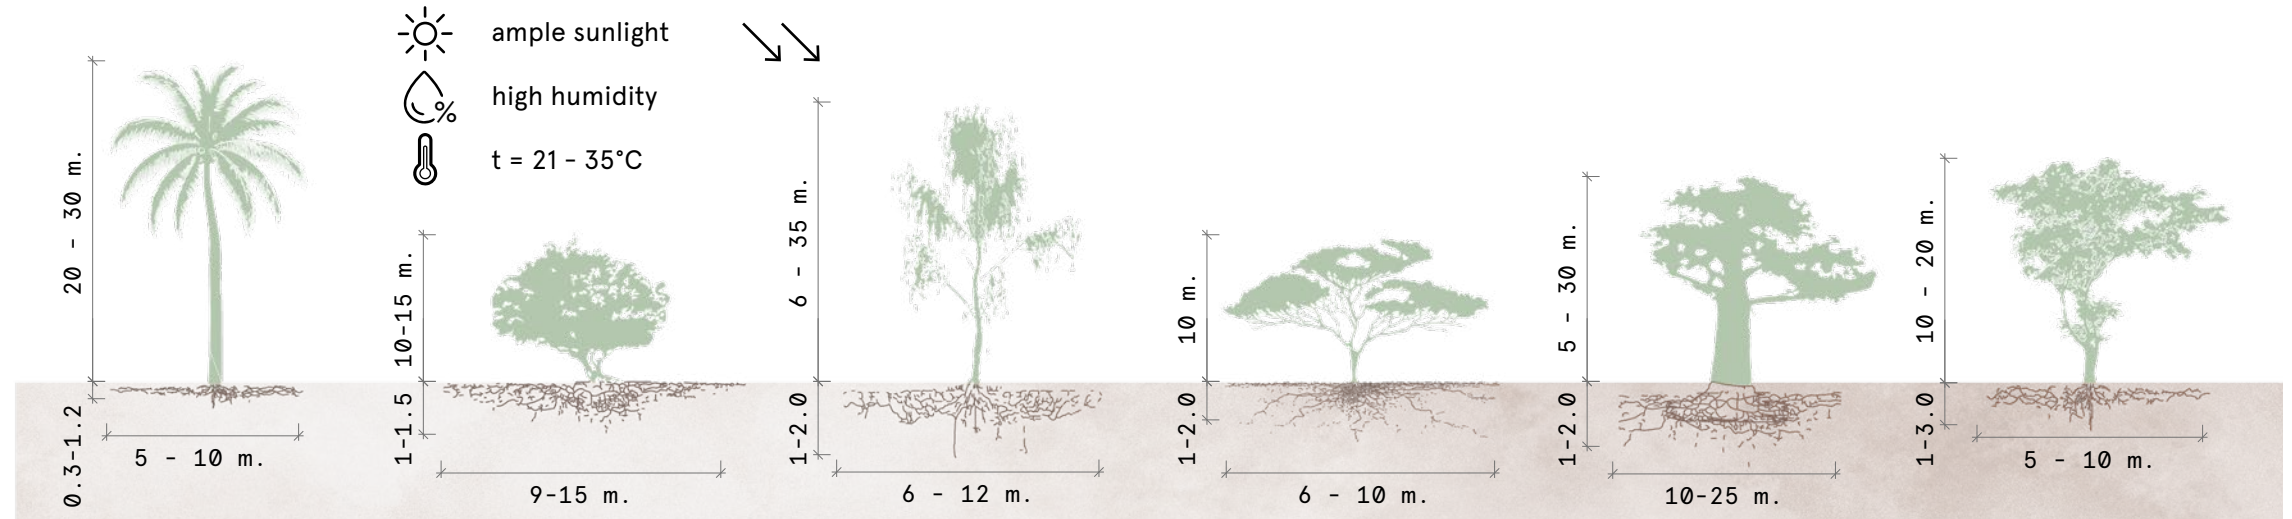 ample sunlight
high humidity
%
t = 21 - 35°C
20 - 30 m.
0.3-1.2
5 - 10 m.
10-15 m.
1-1.5
9-15 m.
6 - 35 m.
1-2.0
6 - 12 m.
10 m.
1-2.0
6 - 10 m.
5 - 30 m.
1-2.0
10-25 m.
10 - 20 m.
1-3.0
5 - 10 m.